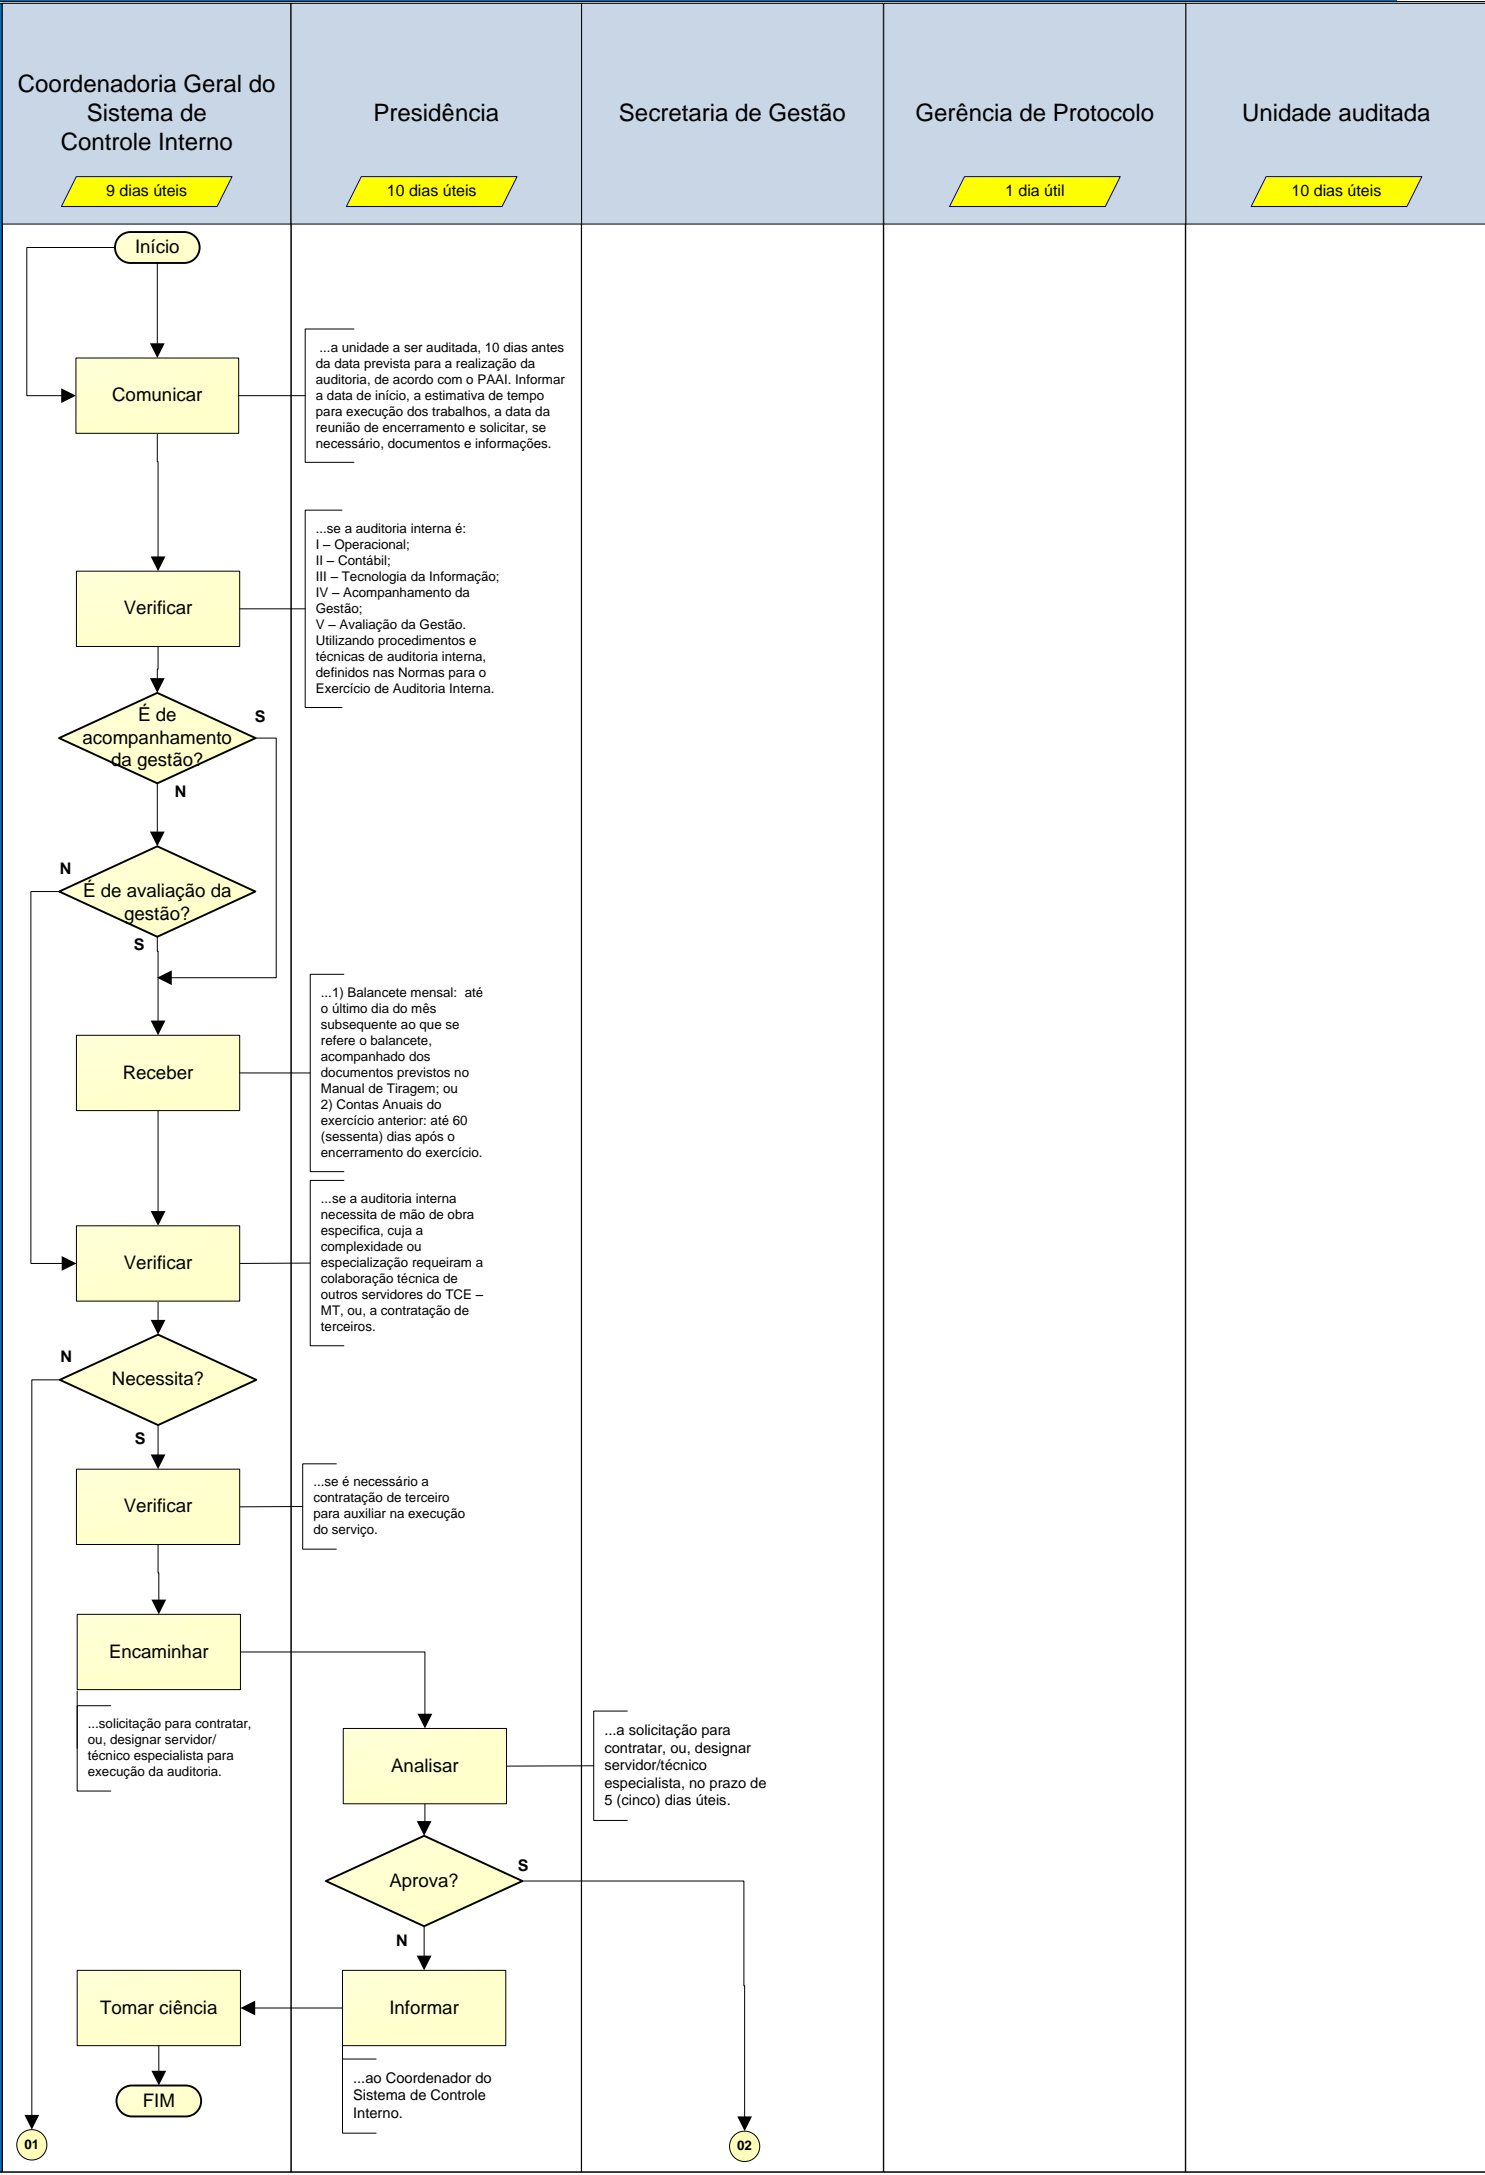 Coordenadoria Geral do
Sistema de
Controle Interno
9 dias úteis
Presidência
10 dias úteis
Secretaria de Gestão
Gerência de Protocolo
1 dia útil
Unidade auditada
10 dias úteis
Início
Comunicar
...a unidade a ser auditada, 10 dias antes
da data prevista para a realização da
auditoria, de acordo com o PAAI. Informar
a data de início, a estimativa de tempo
para execução dos trabalhos, a data da
reunião de encerramento e solicitar, se
necessário, documentos e informações.
Verificar
...se a auditoria interna é:
I – Operacional;
II – Contábil;
III – Tecnologia da Informação;
IV – Acompanhamento da
Gestão;
V – Avaliação da Gestão.
Utilizando procedimentos e
técnicas de auditoria interna,
definidos nas Normas para o
Exercício de Auditoria Interna.
É de
acompanhamento
da gestão?
S
N
É de avaliação da
gestão?
N
S
Receber
...1) Balancete mensal: até
o último dia do mês
subsequente ao que se
refere o balancete,
acompanhado dos
documentos previstos no
Manual de Tiragem; ou
2) Contas Anuais do
exercício anterior: até 60
(sessenta) dias após o
encerramento do exercício.
Verificar
...se a auditoria interna
necessita de mão de obra
especifica, cuja a
complexidade ou
especialização requeiram a
colaboração técnica de
outros servidores do TCE –
MT, ou, a contratação de
terceiros.
Necessita?
N
S
Verificar
...se é necessário a
contratação de terceiro
para auxiliar na execução
do serviço.
Encaminhar
...solicitação para contratar,
ou, designar servidor/
técnico especialista para
execução da auditoria.
Analisar
...a solicitação para
contratar, ou, designar
servidor/técnico
especialista, no prazo de
5 (cinco) dias úteis.
Aprova?
S
N
Tomar ciência
Informar
...ao Coordenador do
Sistema de Controle
Interno.
FIM
01
02